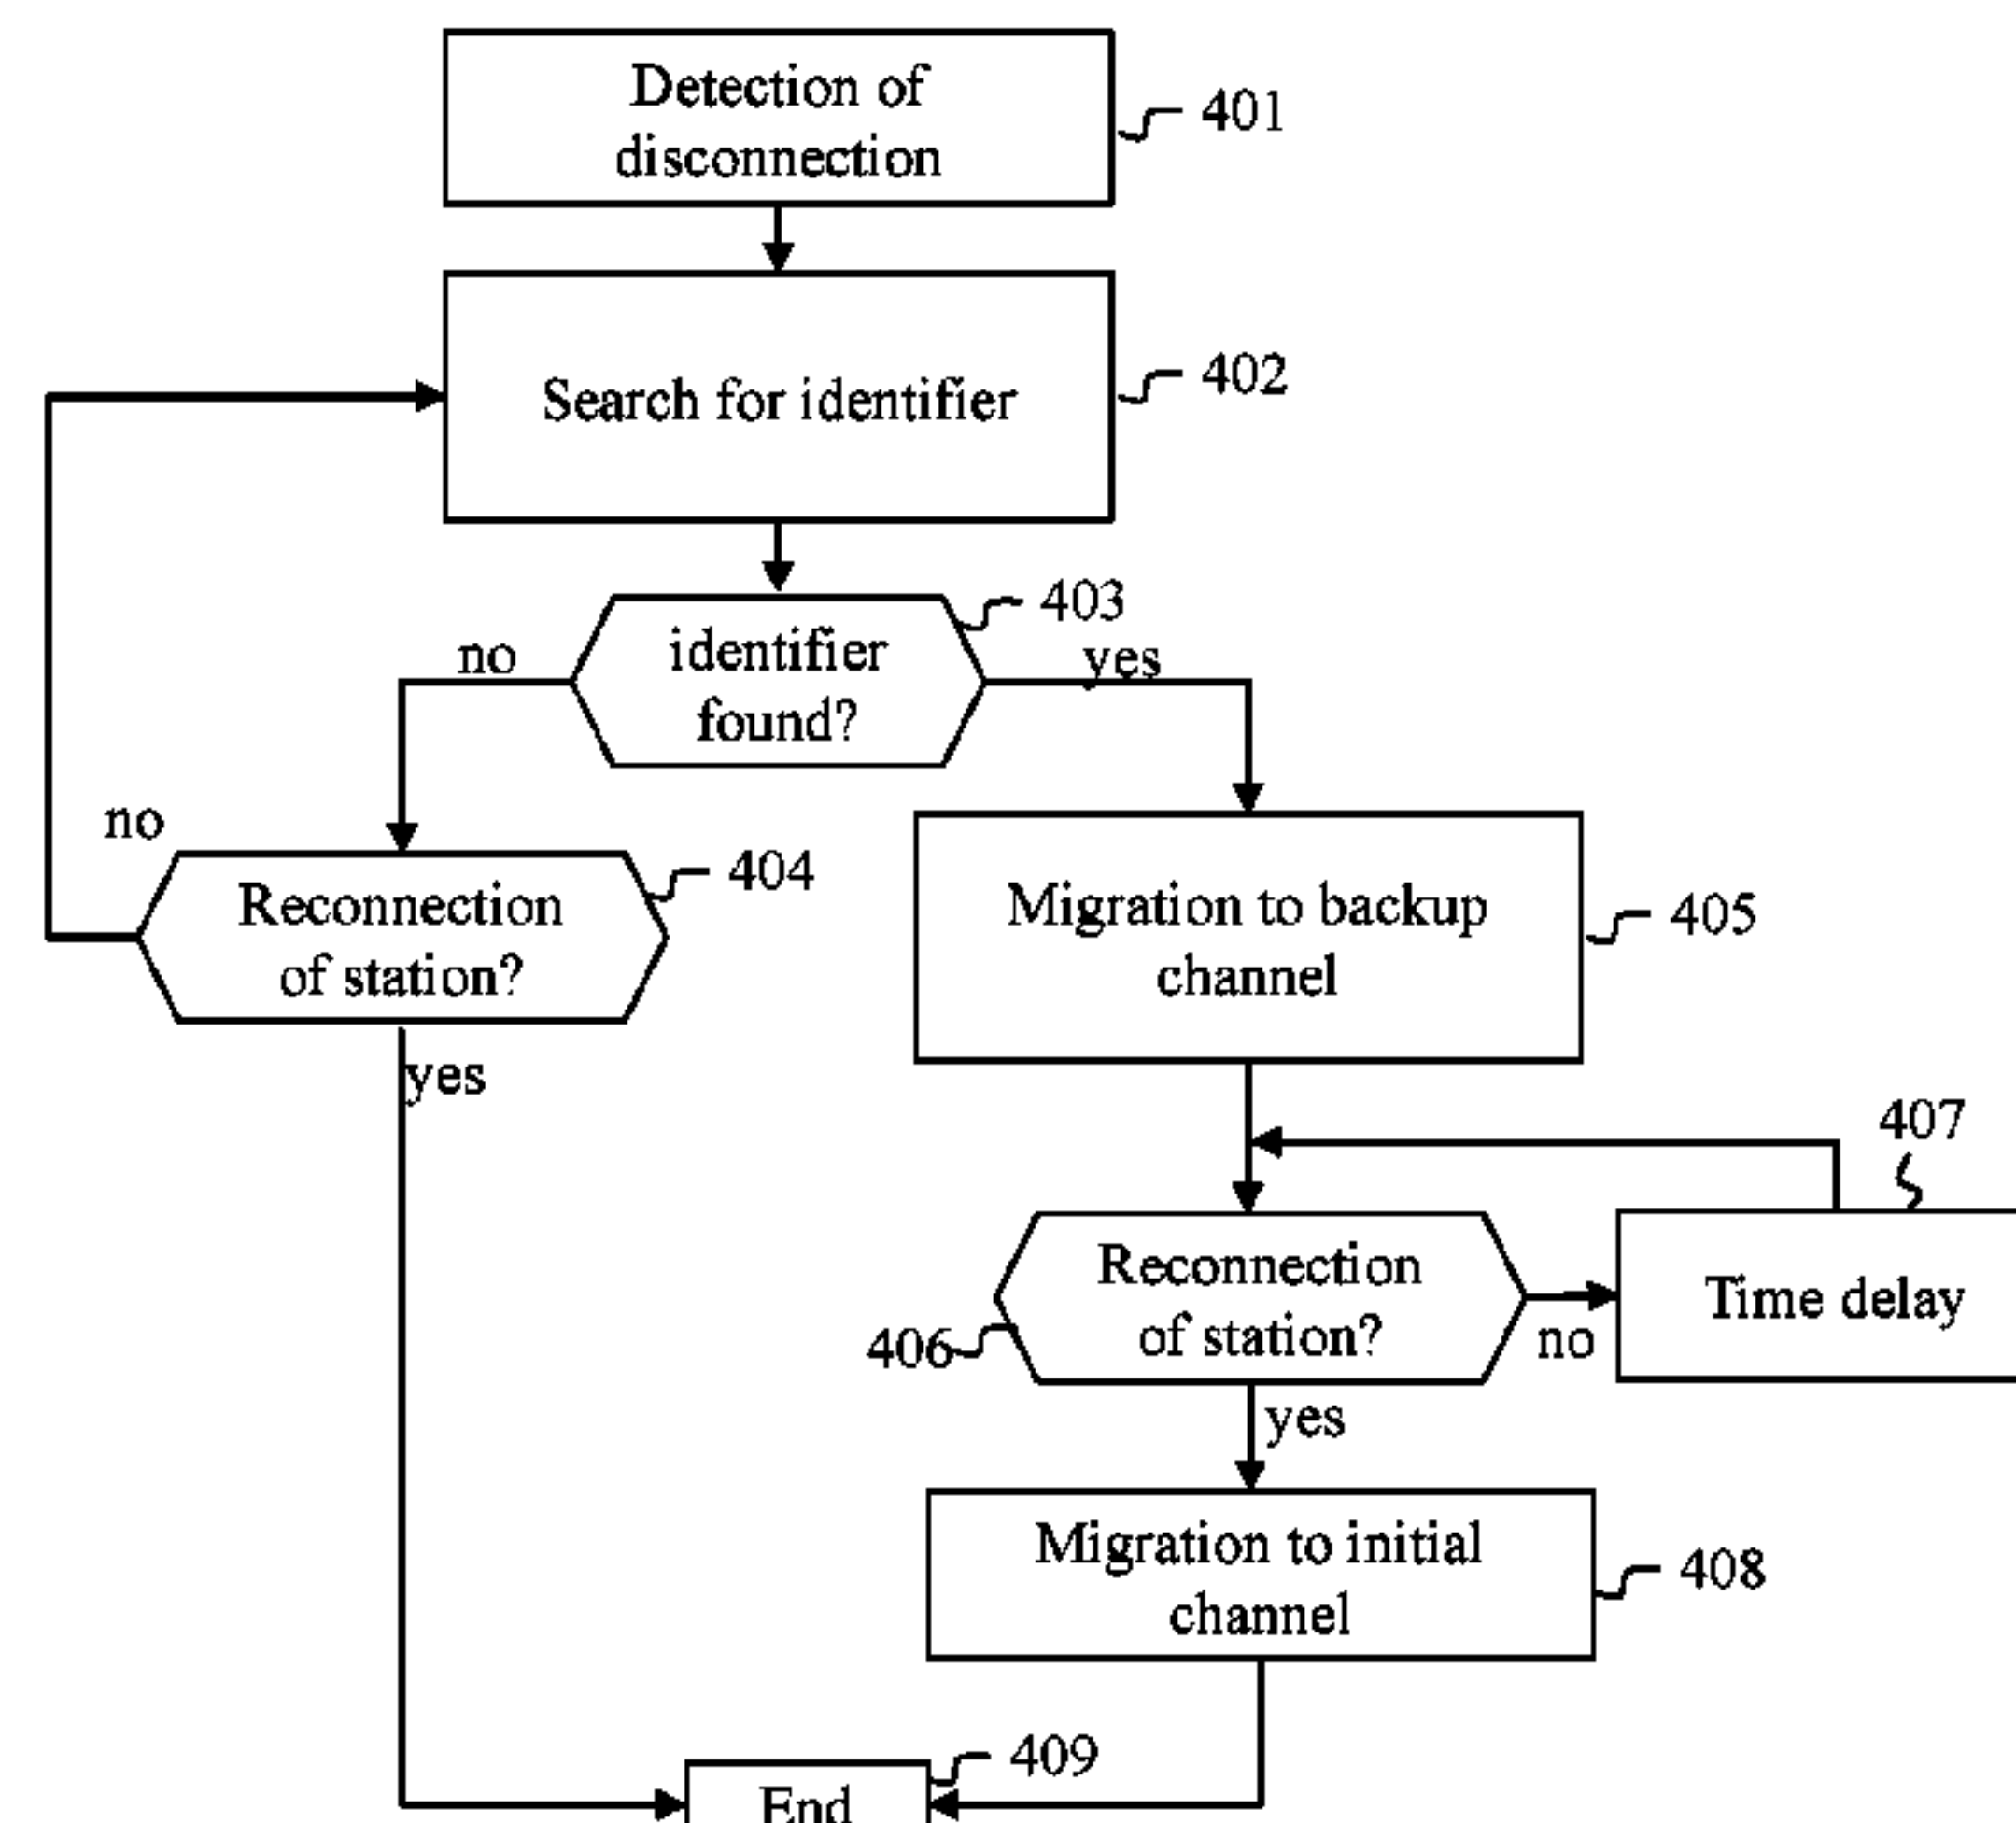 Detection of
disconnection
401
Search for identifier
402
403
no
identifier
found?
yes
no
Reconnection
of station?
404
yes
Migration to backup
channel
405
407
Reconnection
of station?
406
no
Time delay
yes
Migration to initial
channel
408
409
End